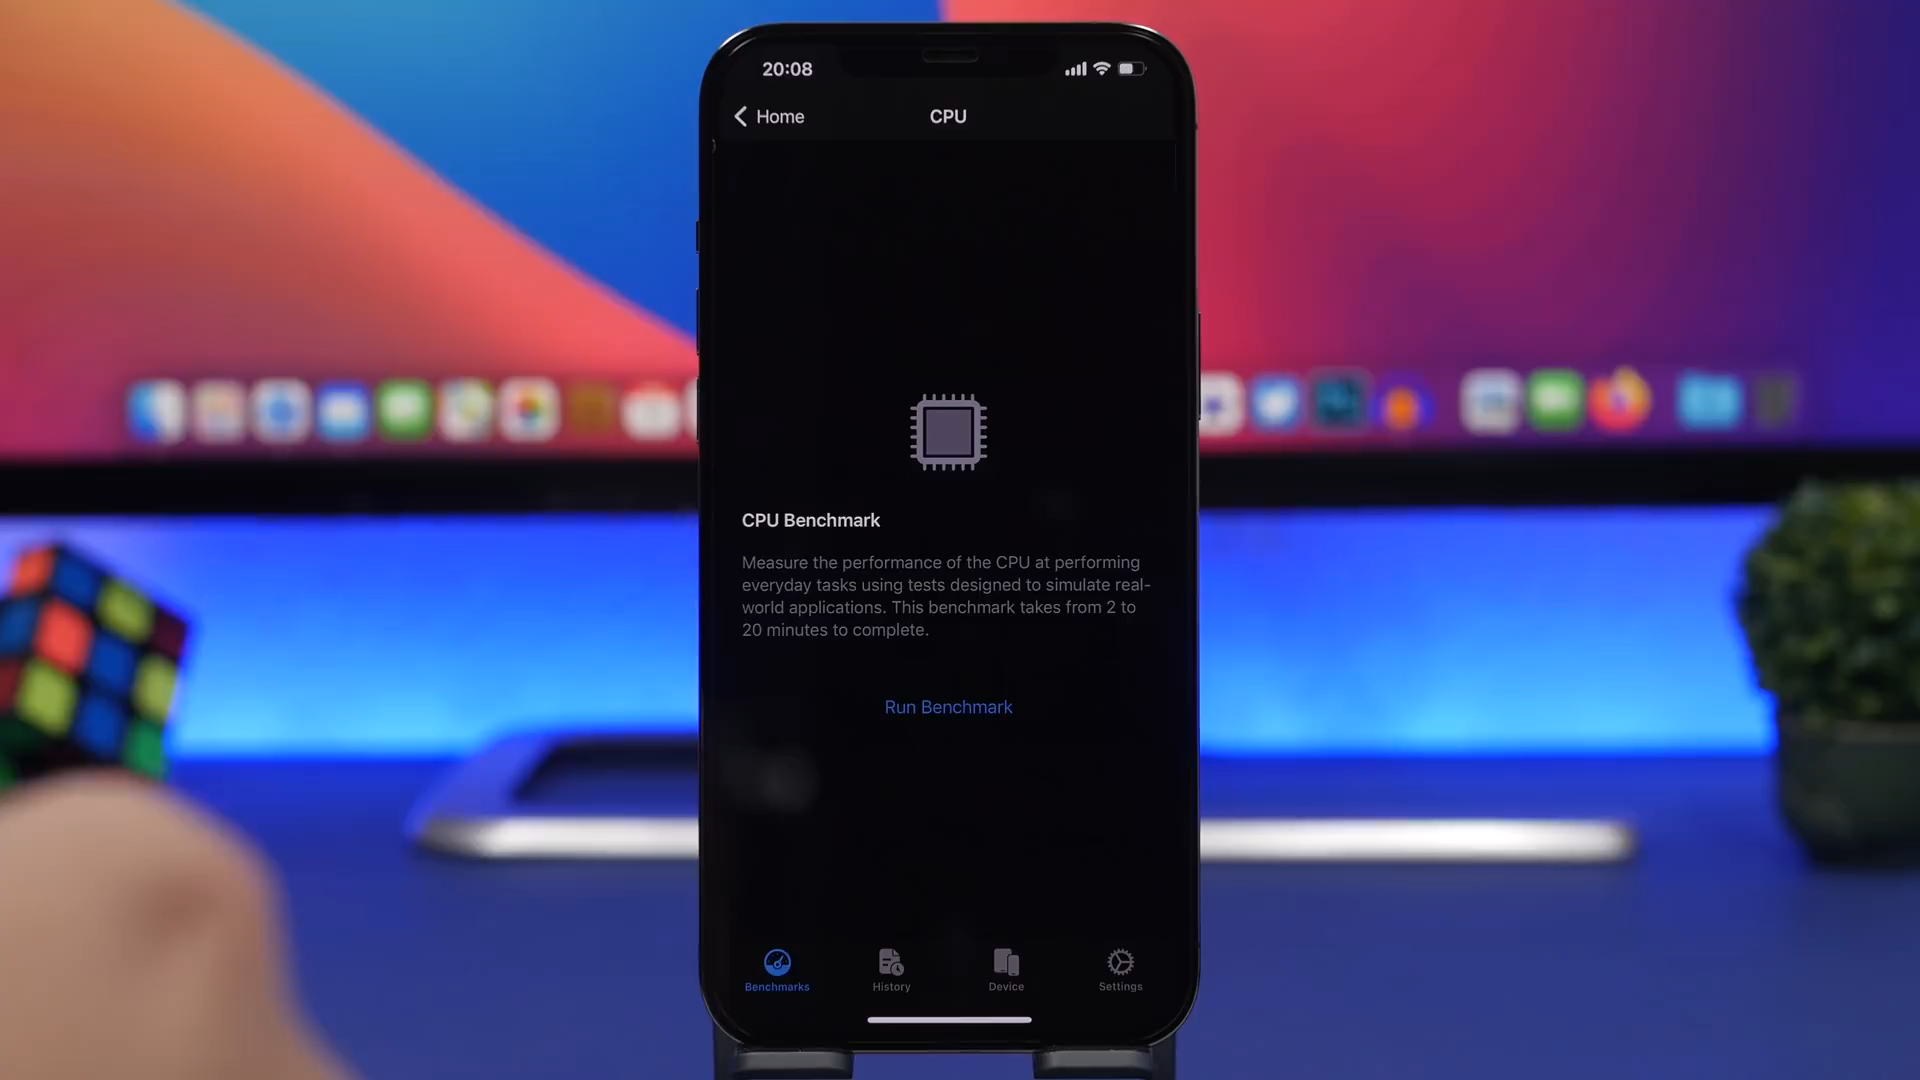 20:08
Home
CPU
CPU Benchmark
Measure the performance of the CPU at performing
everyday tasks using tests designed to simulate real-
world applications. This benchmark takes from 2 to
20 minutes to complete.
Run Benchmark
Benchmarks
History
Device
Settings